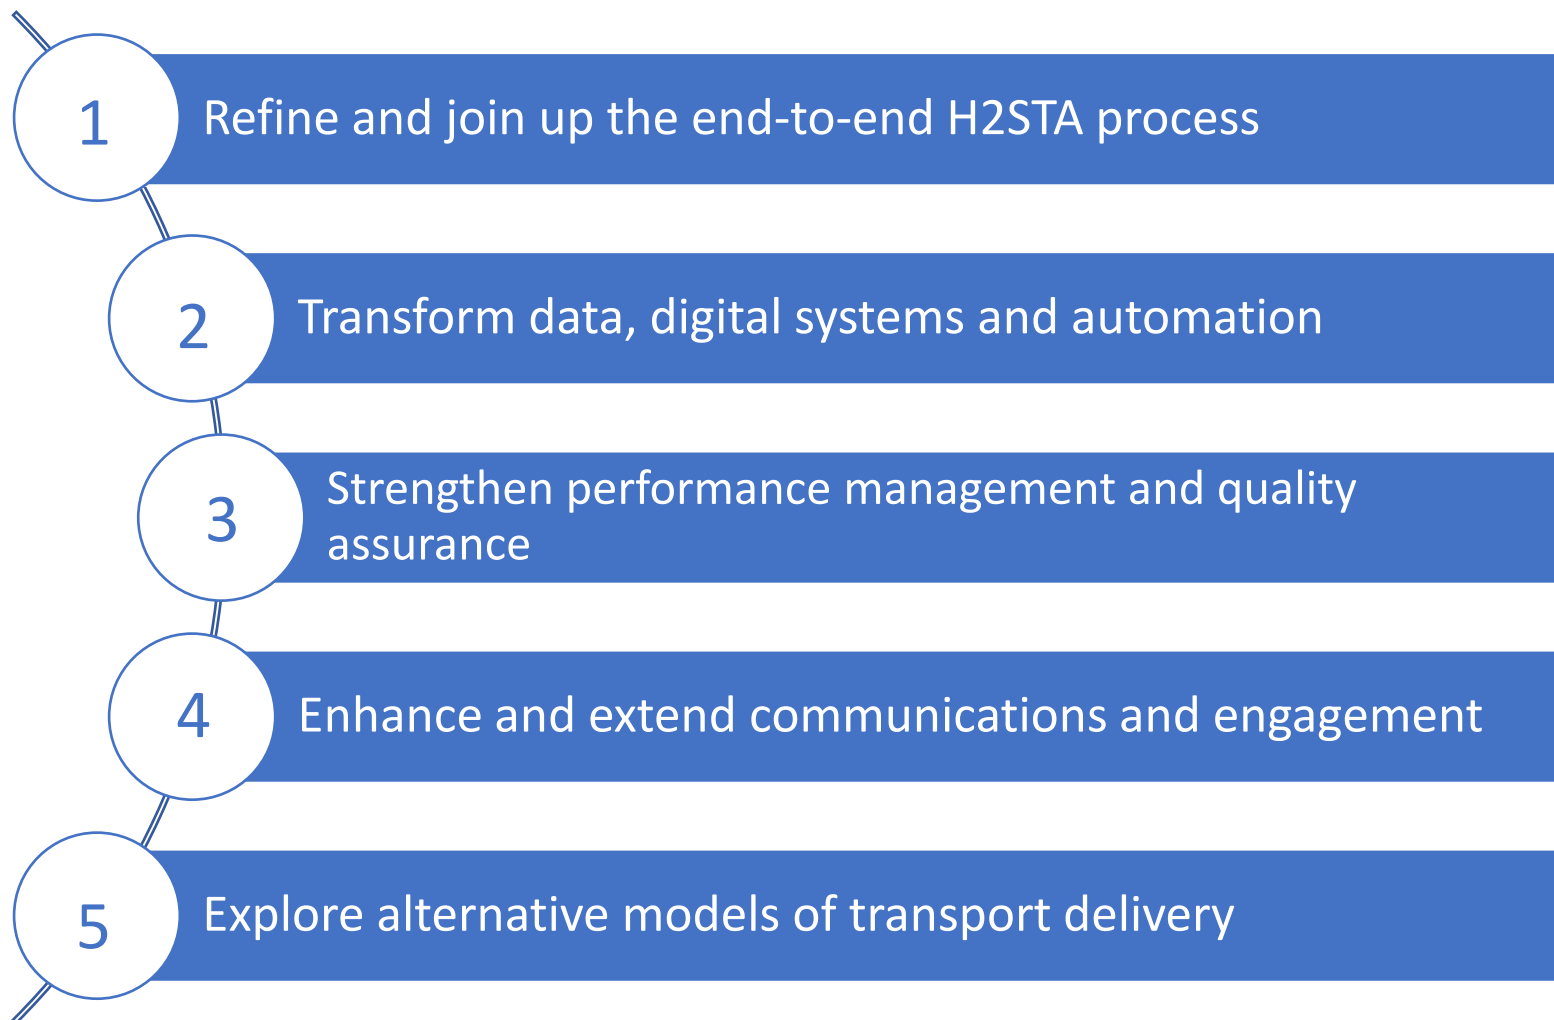 1
Refine and join up the end-to-end H2STA process
2
Transform data, digital systems and automation
3
Strengthen performance management and quality
assurance
4
Enhance and extend communications and engagement
5
Explore alternative models of transport delivery